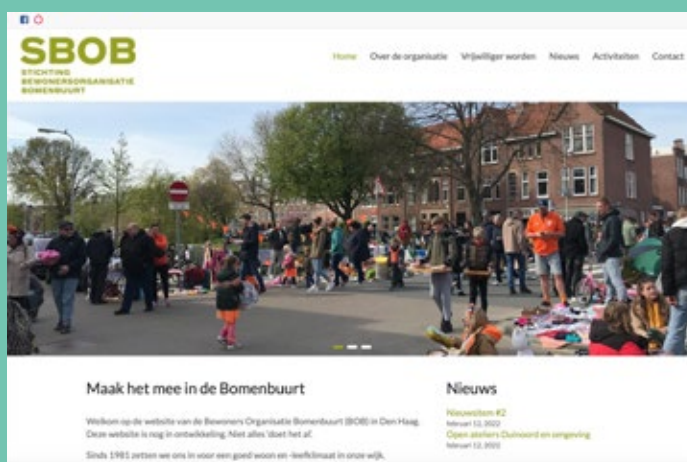 SBOB
STICHTING
BEWONERSORGANISATIE
BOMENBUURT
Home Over de organisatie Vrijwilliger worden Nieuws Activiteiten Contact
Maak het mee in de Bomenbuurt
Welkom op de website van de Bewoners Organisatie Bomenbuurt (BOB) in Den Haag.
Deze website is nog in ontwikkeling. Niet alles 'doet het al'.
Sinds 1981 zetten we ons in voor een goed woon en -leefklimaat in onze wijk.
Nieuws
Nieuwsitem #2
februari 12, 2022
Open ateliers Duinoord en omgeving
februari 12, 2022